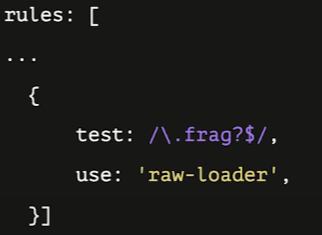 rules: [
...
{
test: /\.frag?$/,
use: 'raw-loader',
}]